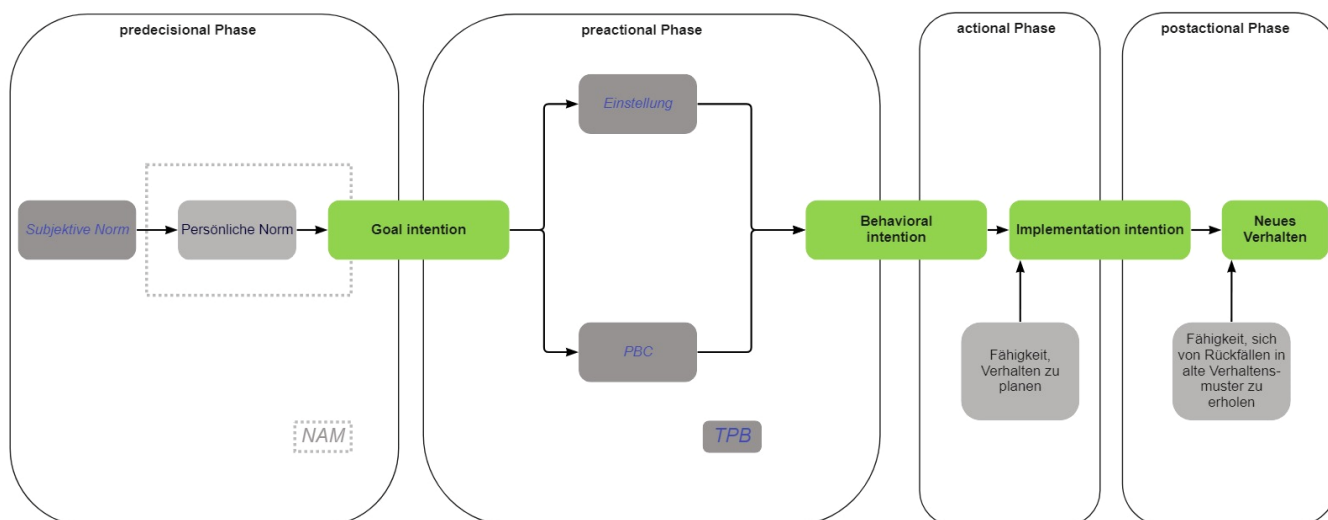 predecisional Phase
preactional Phase
actional Phase
postactional Phase
Einstellung
Subjektive Norm
Persönliche Norm
Goal intention
Behavioral
intention
Implementation intention
Neues
Verhalten
PBC
Fähigkeit,
Verhalten zu
planen
Fähigkeit, sich
von Rückfällen in
alte Verhaltens-
muster zu
erholen
NAM
TPB